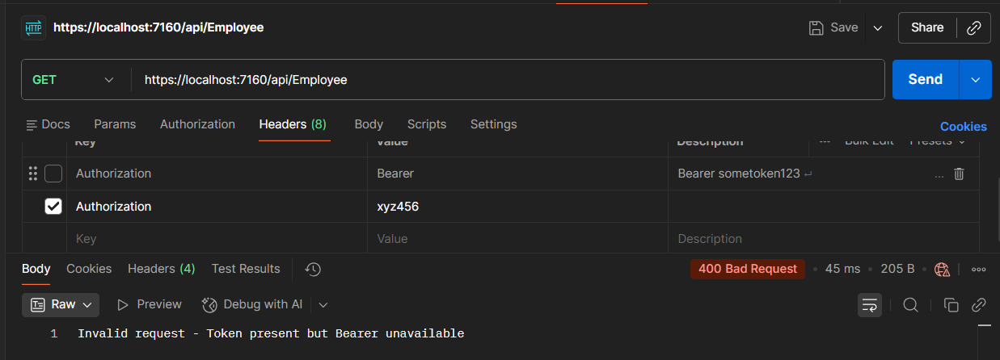 HTTP https://localhost:7160/api/Employee Save Share
GET https://localhost:7160/api/Employee Send
Docs Params Authorization Headers (8) Body Scripts Settings Cookies
Key Value Description ... Bulk Edit Presets
Authorization Bearer Bearer sometoken123 ...
Authorization xyz456
Key Value Description
Body Cookies Headers (4) Test Results 400 Bad Request • 45 ms • 205 B •
Raw Preview Debug with AI
1 Invalid request - Token present but Bearer unavailable